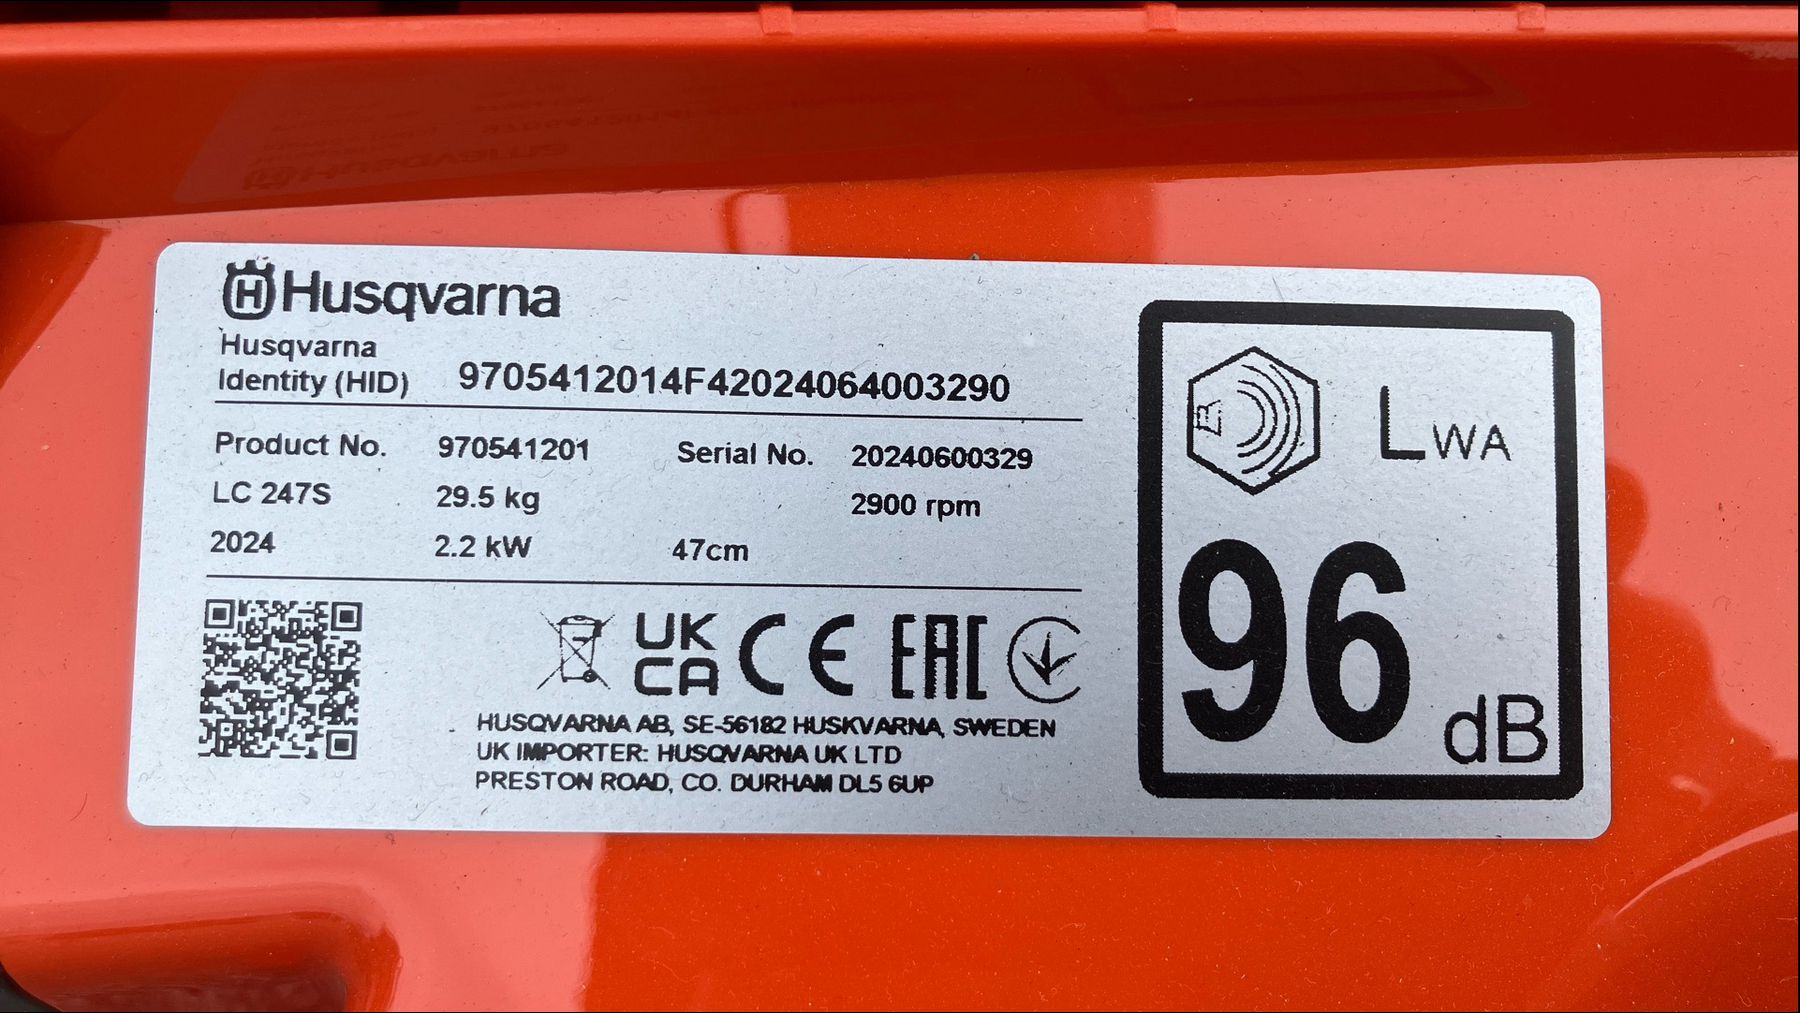 Husqvarna
Husqvarna
Identity (HID) 9705412014F42024064003290
Product No. 970541201 Serial No. 20240600329
LC 247S 29.5 kg 2900 rpm
2024 2.2 kW 47cm
UK
CA CE EAC
HUSQVARNA AB, SE-56182 HUSKVARNA, SWEDEN
UK IMPORTER: HUSQVARNA UK LTD
PRESTON ROAD, CO. DURHAM DL5 6UP
LWA
96 dB